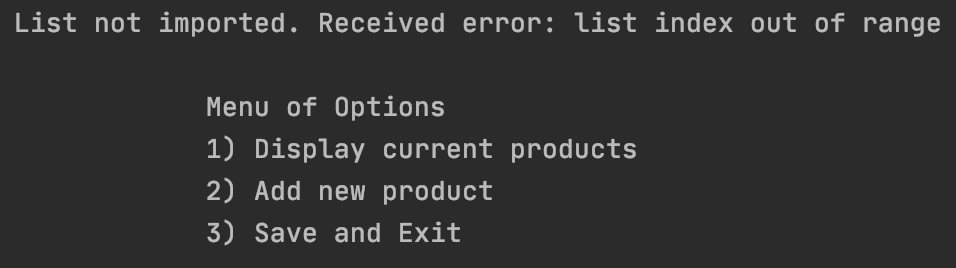 List not imported. Received error: list index out of range
Menu of Options
1) Display current products
2) Add new product
3) Save and Exit